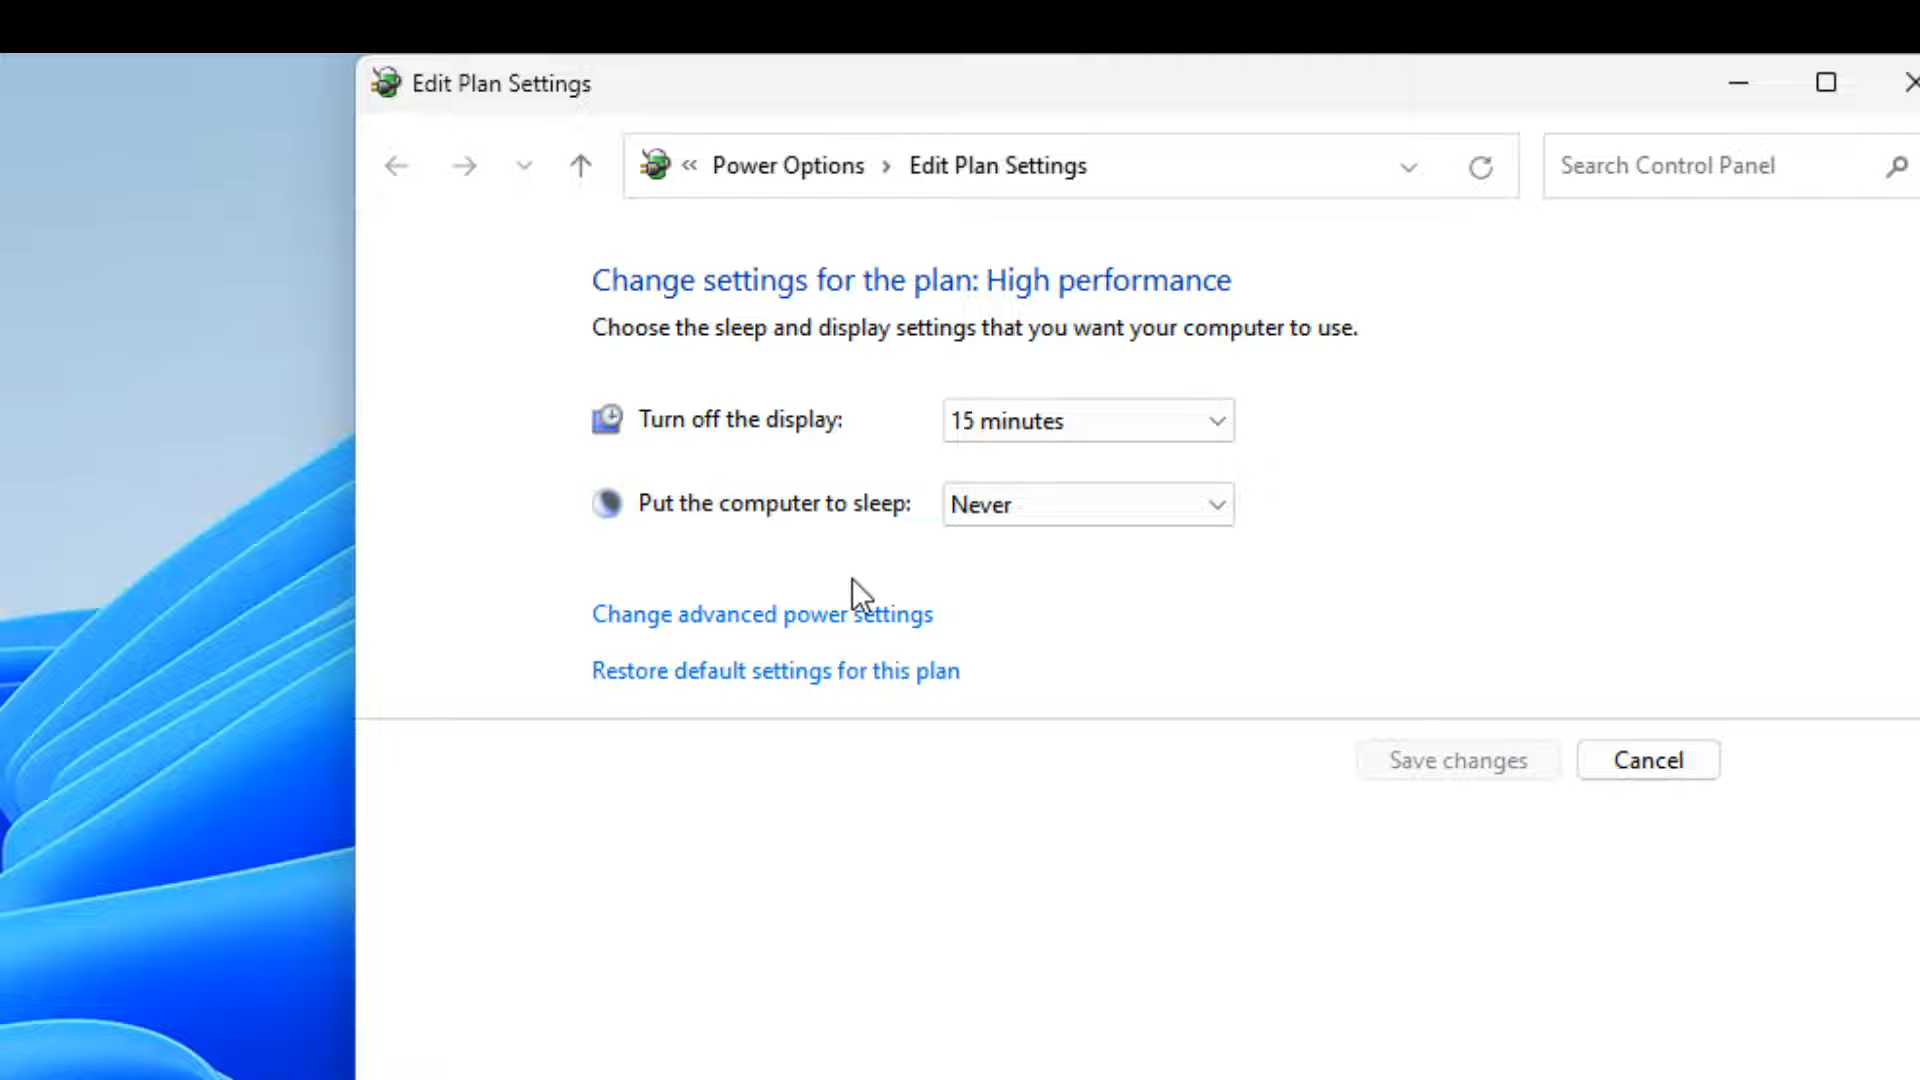 Edit Plan Settings
« Power Options › Edit Plan Settings
Search Control Panel
Change settings for the plan: High performance
Choose the sleep and display settings that you want your computer to use.
Turn off the display: 15 minutes
Put the computer to sleep: Never
Change advanced power settings
Restore default settings for this plan
Save changes Cancel